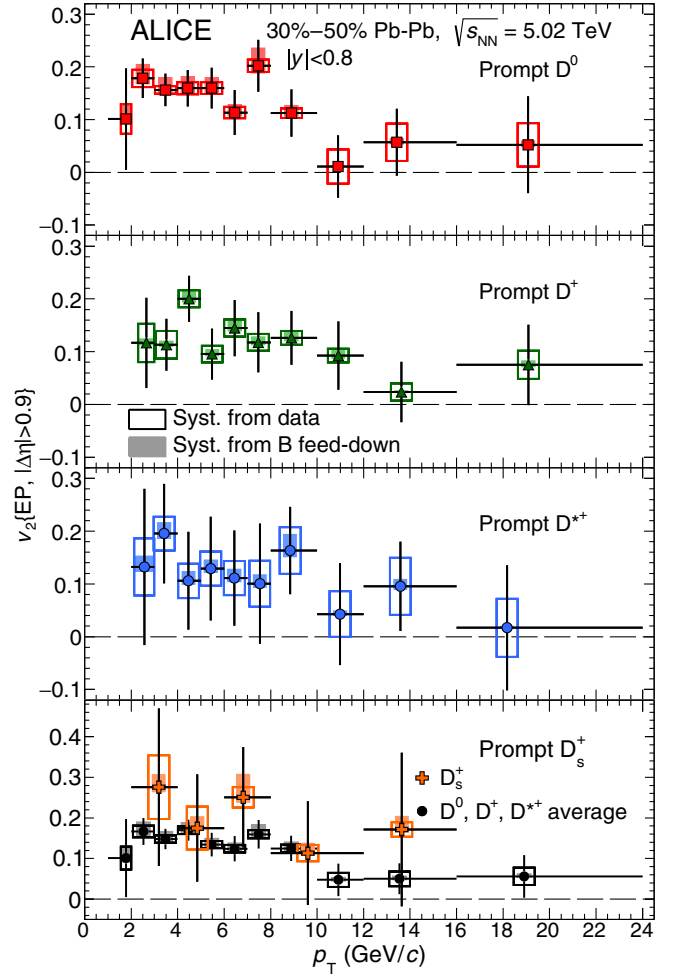 ALICE
30%–50% Pb-Pb, √sNN = 5.02 TeV
|y|<0.8
Prompt D⁰
0.3
0.2
0.1
0
−0.1
Prompt D⁺
0.3
0.2
0.1
0
−0.1
Syst. from data
Syst. from B feed-down
v₂{EP, |Δη|>0.9}
Prompt D*⁺
0.3
0.2
0.1
0
−0.1
Prompt Dₛ⁺
Dₛ⁺
D⁰, D⁺, D*⁺ average
0.4
0.3
0.2
0.1
0
2 4 6 8 10 12 14 16 18 20 22 24
pT (GeV/c)